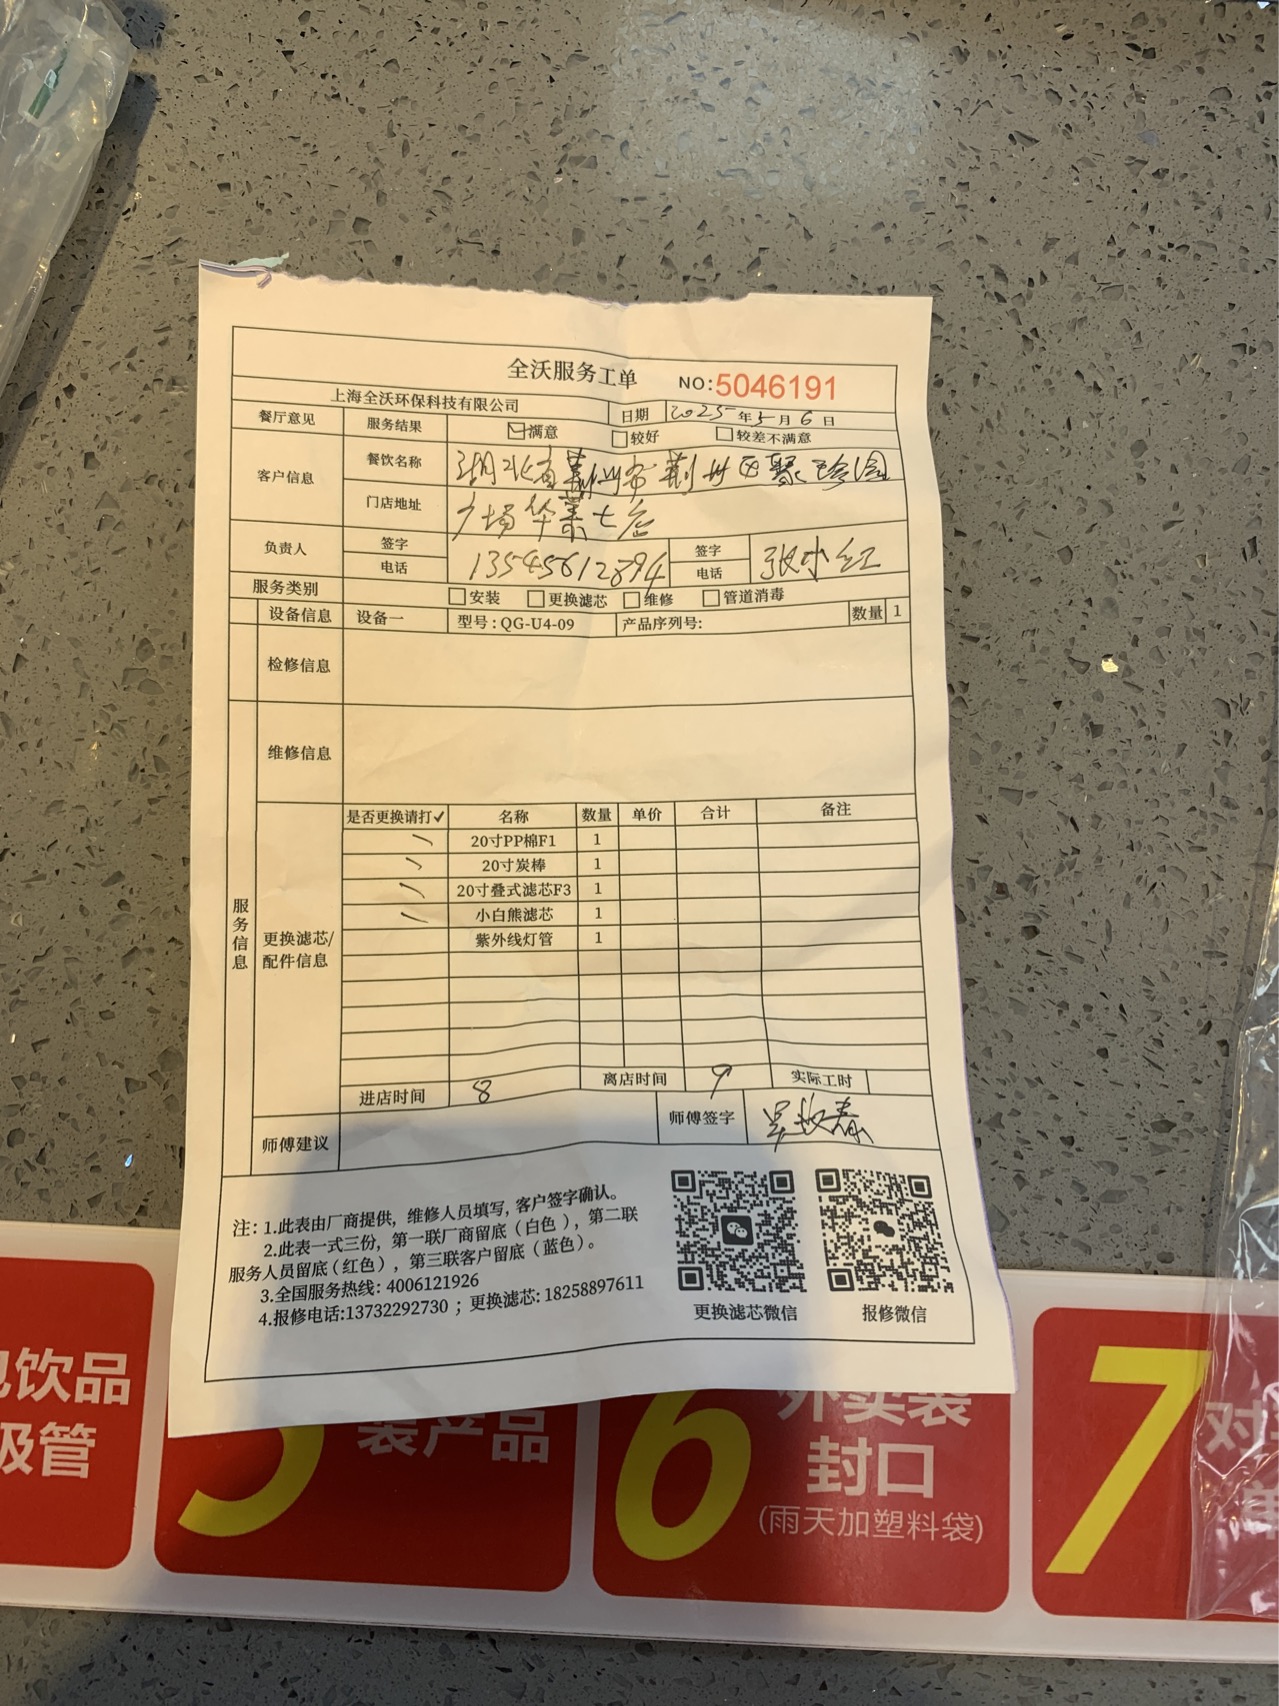 全沃服务工单 NO:5046191
上海全沃环保科技有限公司 日期 2025年5月6日
餐厅意见 服务结果 满意 较好 较差不满意
客户信息 餐饮名称 湖北省荆州市荆州区聚珍园
门店地址 广场华莱士店
负责人 签字 电话 13545612894 签字 电话 张小红
服务类别 安装 更换滤芯 维修 管道消毒
设备信息 设备一 型号:QG-U4-09 产品序列号: 数量 1
检修信息
维修信息
服务信息
更换滤芯/配件信息
是否更换请打✓ 名称 数量 单价 合计 备注
20寸PP棉F1 1
20寸炭棒 1
20寸叠式滤芯F3 1
小白熊滤芯 1
紫外线灯管 1
进店时间 8 离店时间 9 实际工时
师傅建议 师傅签字
注: 1.此表由厂商提供, 维修人员填写, 客户签字确认。
2.此表一式三份, 第一联厂商留底(白色), 第二联
服务人员留底(红色), 第三联客户留底(蓝色)。
3.全国服务热线: 4006121926
4.报修电话:13732292730 ; 更换滤芯: 18258897611
更换滤芯微信 报修微信
饮品
吸管
5 装产品
6 外卖袋
封口
(雨天加塑料袋)
7 对